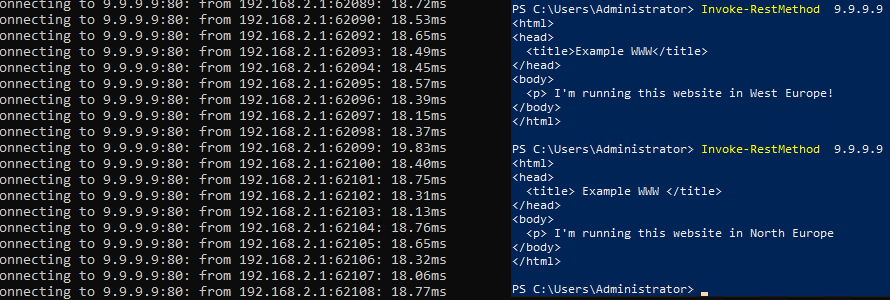 onnecting to 9.9.9.9:80: from 192.168.2.1:62089: 18.72ms
onnecting to 9.9.9.9:80: from 192.168.2.1:62090: 18.53ms
onnecting to 9.9.9.9:80: from 192.168.2.1:62092: 18.65ms
onnecting to 9.9.9.9:80: from 192.168.2.1:62093: 18.49ms
onnecting to 9.9.9.9:80: from 192.168.2.1:62094: 18.45ms
onnecting to 9.9.9.9:80: from 192.168.2.1:62095: 18.57ms
onnecting to 9.9.9.9:80: from 192.168.2.1:62096: 18.39ms
onnecting to 9.9.9.9:80: from 192.168.2.1:62097: 18.15ms
onnecting to 9.9.9.9:80: from 192.168.2.1:62098: 18.37ms
onnecting to 9.9.9.9:80: from 192.168.2.1:62099: 19.83ms
onnecting to 9.9.9.9:80: from 192.168.2.1:62100: 18.40ms
onnecting to 9.9.9.9:80: from 192.168.2.1:62101: 18.75ms
onnecting to 9.9.9.9:80: from 192.168.2.1:62102: 18.31ms
onnecting to 9.9.9.9:80: from 192.168.2.1:62103: 18.13ms
onnecting to 9.9.9.9:80: from 192.168.2.1:62104: 18.76ms
onnecting to 9.9.9.9:80: from 192.168.2.1:62105: 18.65ms
onnecting to 9.9.9.9:80: from 192.168.2.1:62106: 18.32ms
onnecting to 9.9.9.9:80: from 192.168.2.1:62107: 18.06ms
onnecting to 9.9.9.9:80: from 192.168.2.1:62108: 18.77ms
PS C:\Users\Administrator> Invoke-RestMethod  9.9.9.9
<html>
<head>
  <title>Example WWW</title>
</head>
<body>
  <p> I'm running this website in West Europe!
</body>
</html>
PS C:\Users\Administrator> Invoke-RestMethod  9.9.9.9
<html>
<head>
  <title> Example WWW </title>
</head>
<body>
  <p> I'm running this website in North Europe
</body>
</html>
PS C:\Users\Administrator>